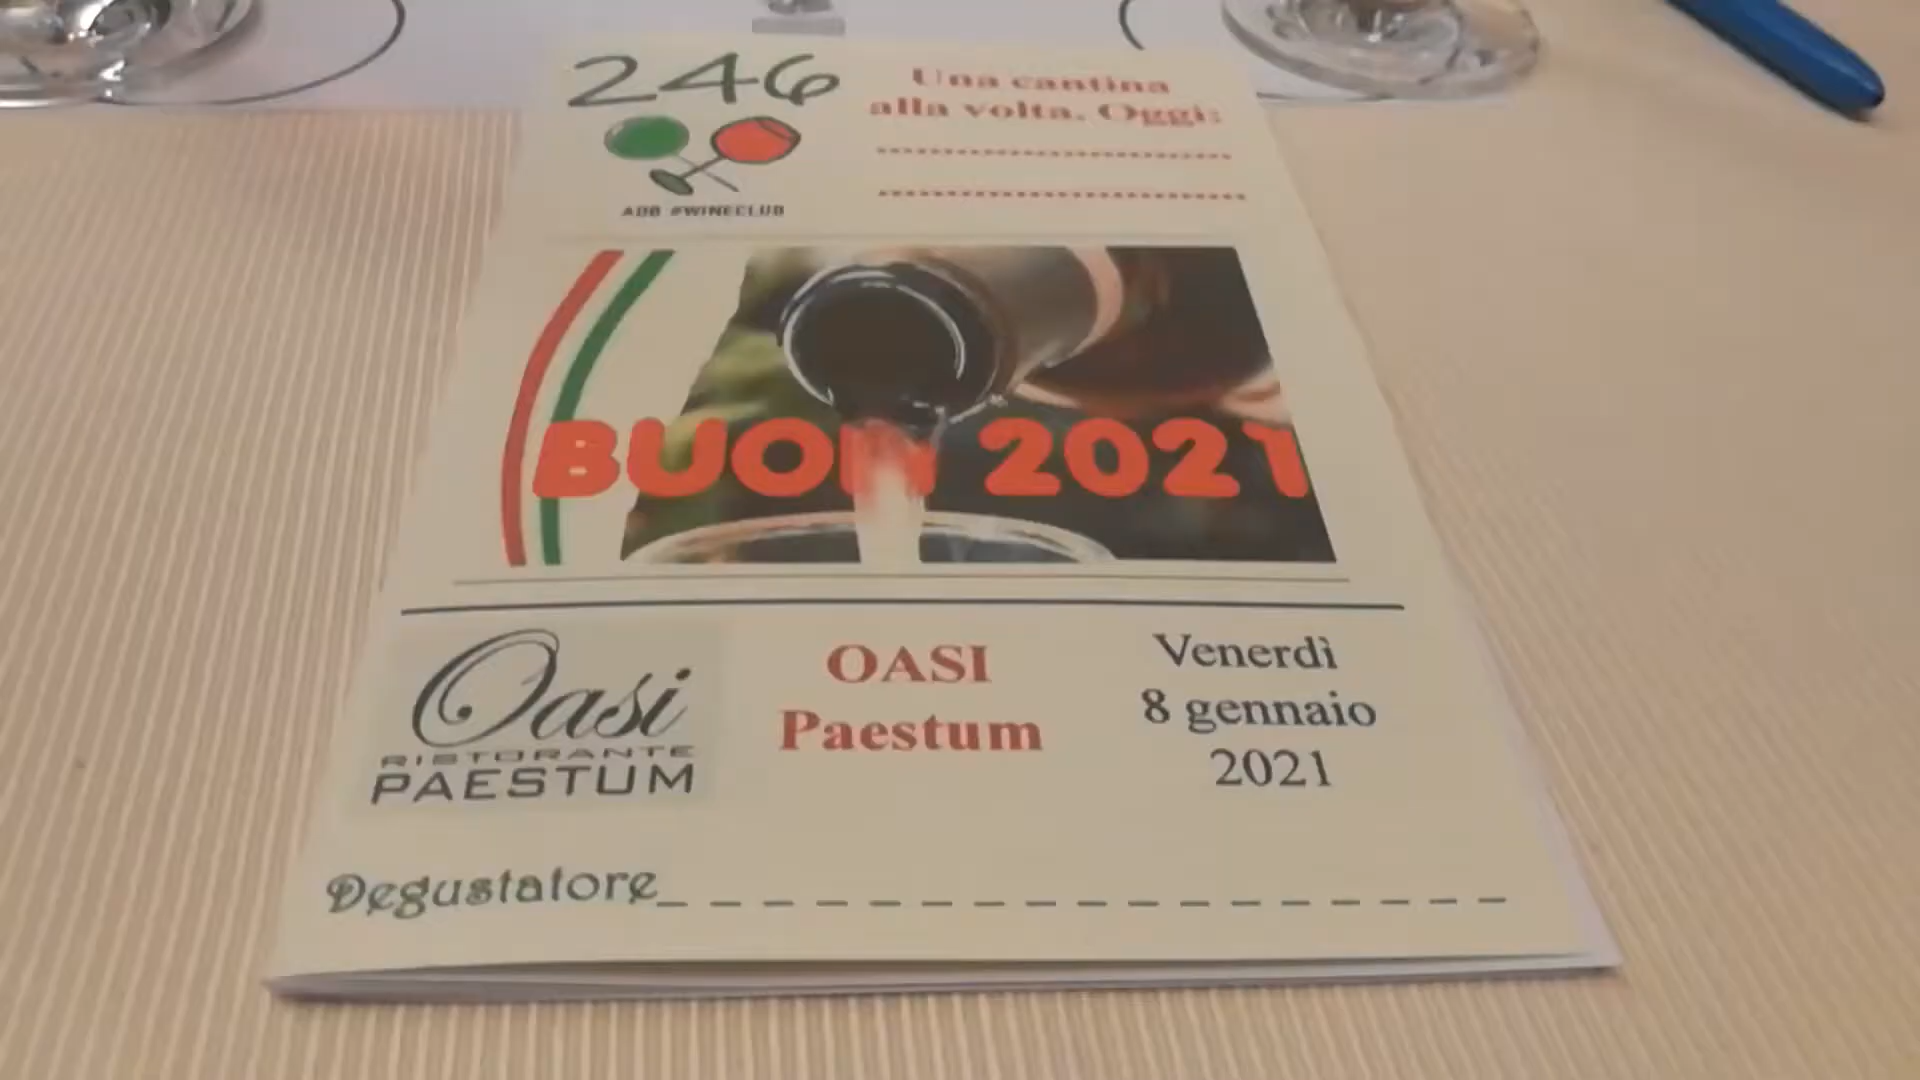 246
ADB #WINECLUB
Una cantina
alla volta. Oggi:
BUON 2021
Oasi
RISTORANTE
PAESTUM
OASI
Paestum
Venerdì
8 gennaio
2021
Degustatore